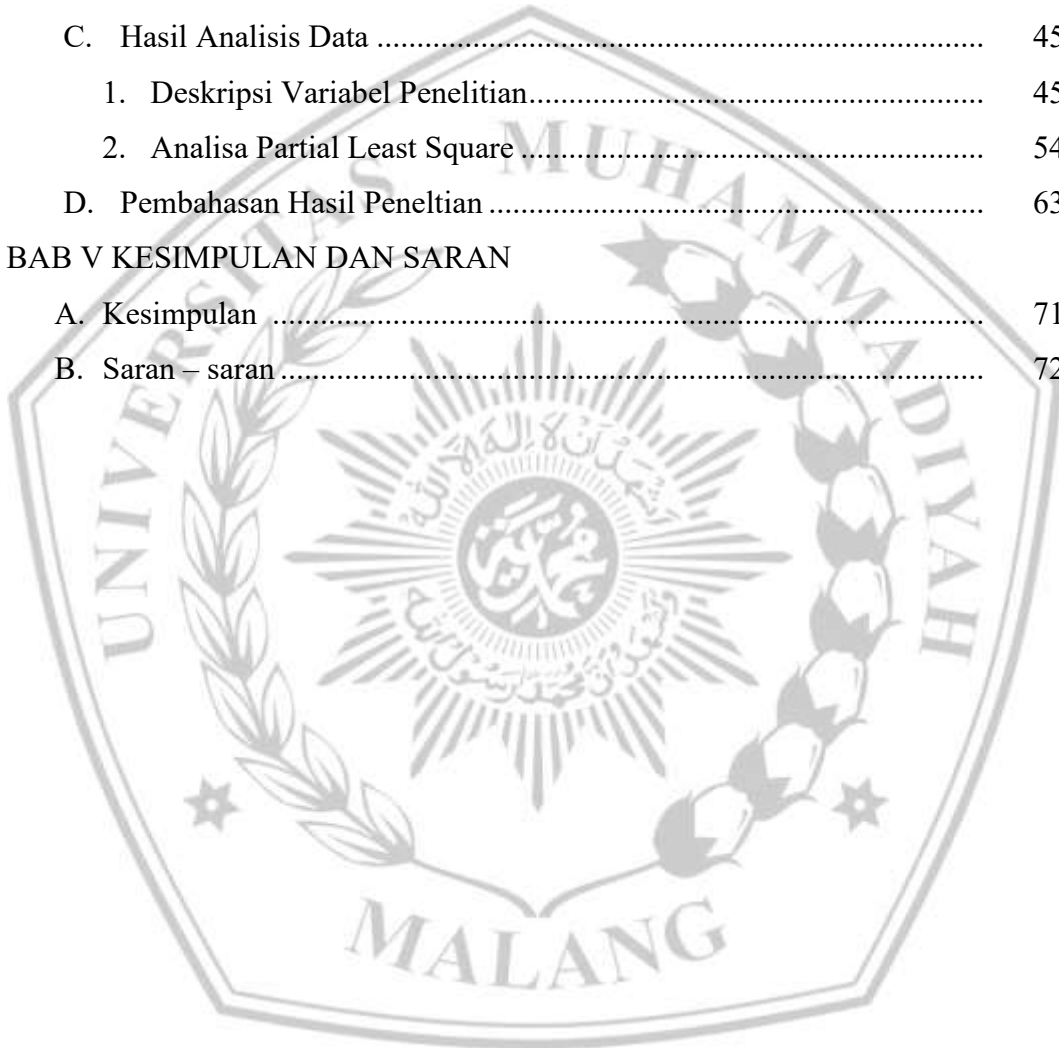 C. Hasil Analisis Data ........................................................................... 45
1. Deskripsi Variabel Penelitian......................................................... 45
2. Analisa Partial Least Square ......................................................... 54
D. Pembahasan Hasil Peneltian ............................................................. 63
BAB V KESIMPULAN DAN SARAN
A. Kesimpulan ........................................................................................ 71
B. Saran – saran ....................................................................................... 72
UNIVERSITAS MUHAMMADIYAH
MALANG